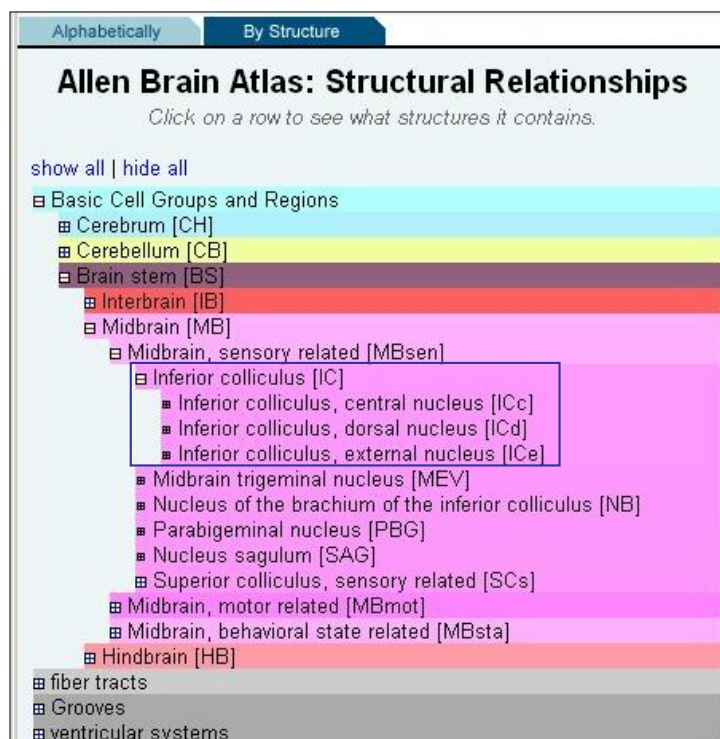 Alphabetically By Structure
Allen Brain Atlas: Structural Relationships
Click on a row to see what structures it contains.
show all | hide all
Basic Cell Groups and Regions
Cerebrum [CH]
Cerebellum [CB]
Brain stem [BS]
Interbrain [IB]
Midbrain [MB]
Midbrain, sensory related [MBsen]
Inferior colliculus [IC]
Inferior colliculus, central nucleus [ICc]
Inferior colliculus, dorsal nucleus [ICd]
Inferior colliculus, external nucleus [ICe]
Midbrain trigeminal nucleus [MEV]
Nucleus of the brachium of the inferior colliculus [NB]
Parabigeminal nucleus [PBG]
Nucleus sagulum [SAG]
Superior colliculus, sensory related [SCs]
Midbrain, motor related [MBmot]
Midbrain, behavioral state related [MBsta]
Hindbrain [HB]
fiber tracts
Grooves
ventricular systems